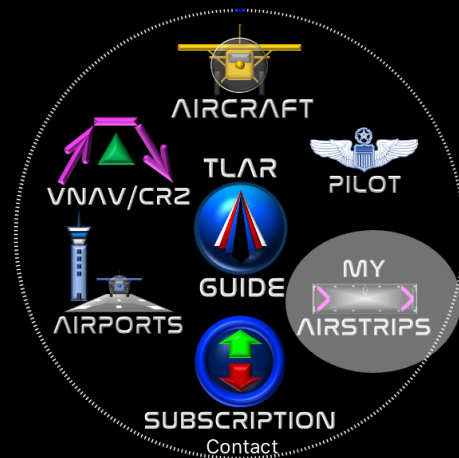 AIRCRAFT
VNAV/CRZ
TLAR
PILOT
GUIDE
MY
AIRSTRIPS
AIRPORTS
SUBSCRIPTION
Contact